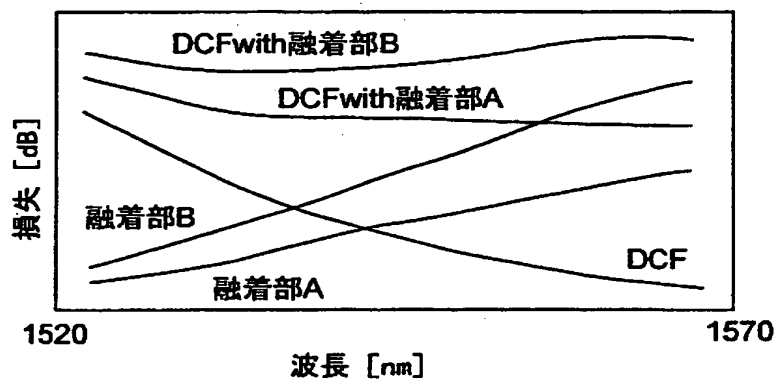 DCFwith融着部B
DCFwith融着部A
損失 [dB]
融着部B
融着部A
DCF
1520
1570
波長 [nm]